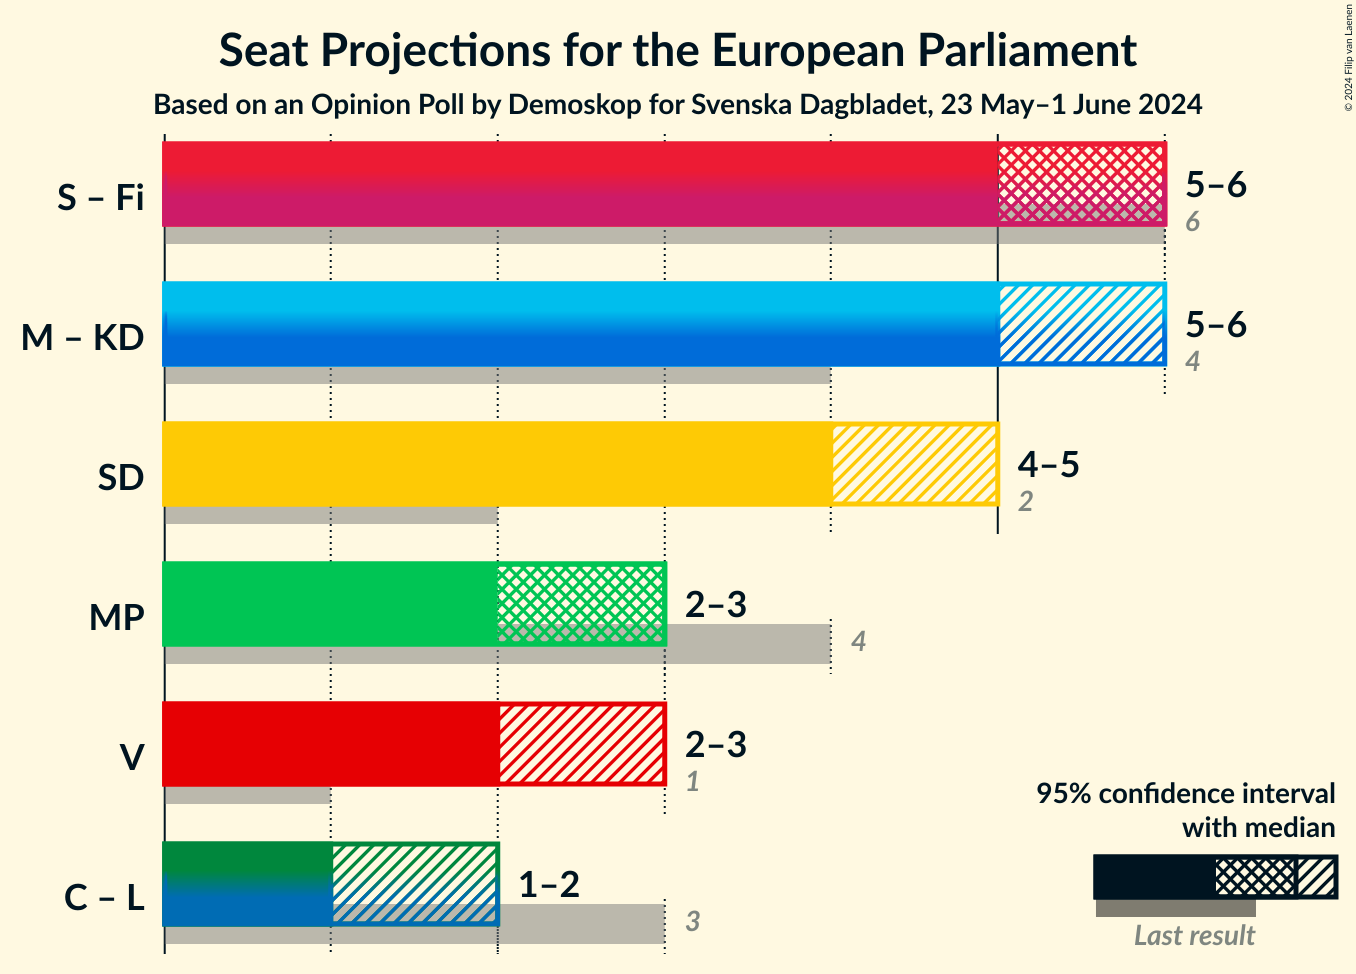 Seat Projections for the European Parliament
Based on an Opinion Poll by Demoskop for Svenska Dagbladet, 23 May–1 June 2024
© 2024 Filip van Laenen
S – Fi
5–6
6
M – KD
5–6
4
SD
4–5
2
MP
2–3
4
V
2–3
1
C – L
1–2
3
95% confidence interval
with median
Last result